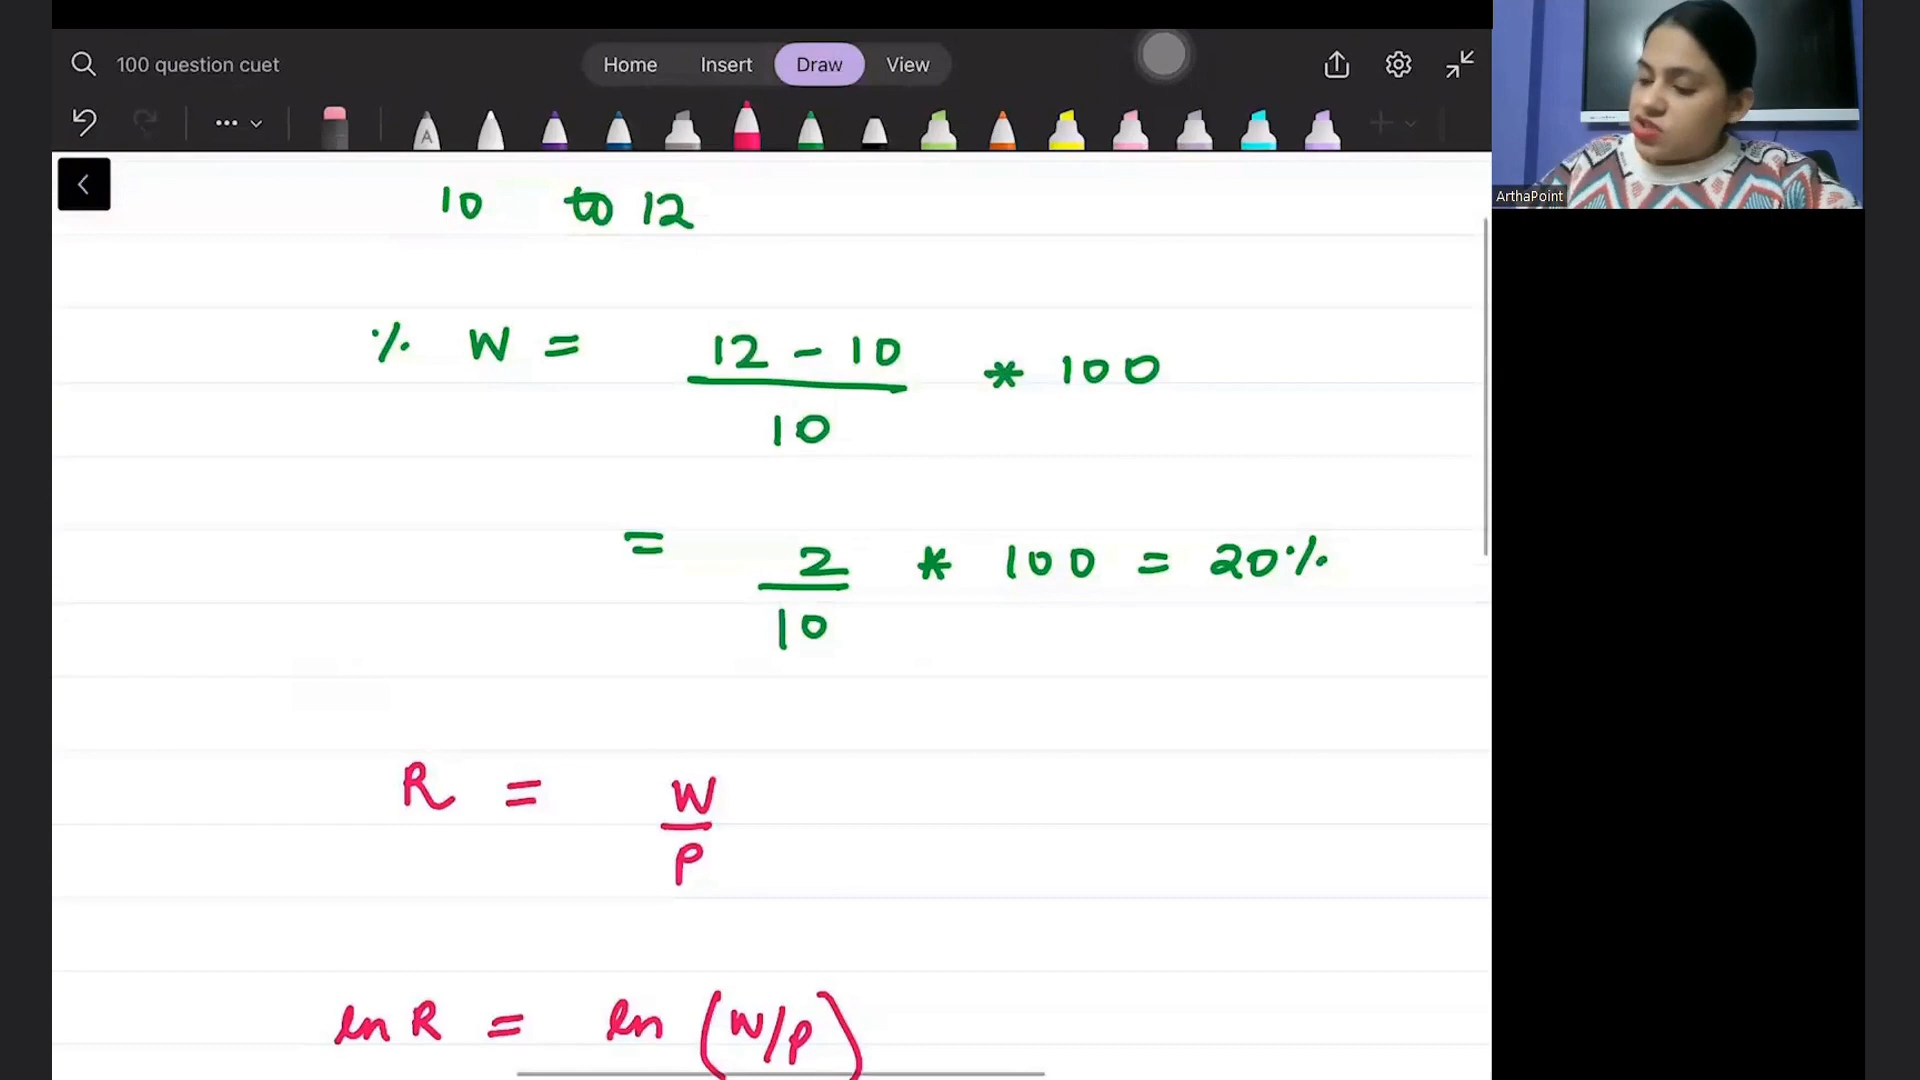 100 question cuet
Home Insert Draw View
A
ArthaPoint
10 to 12
% W = 12 - 10 * 100
10
= 2 * 100 = 20%
10
R = W
P
ln R = ln (W/P)